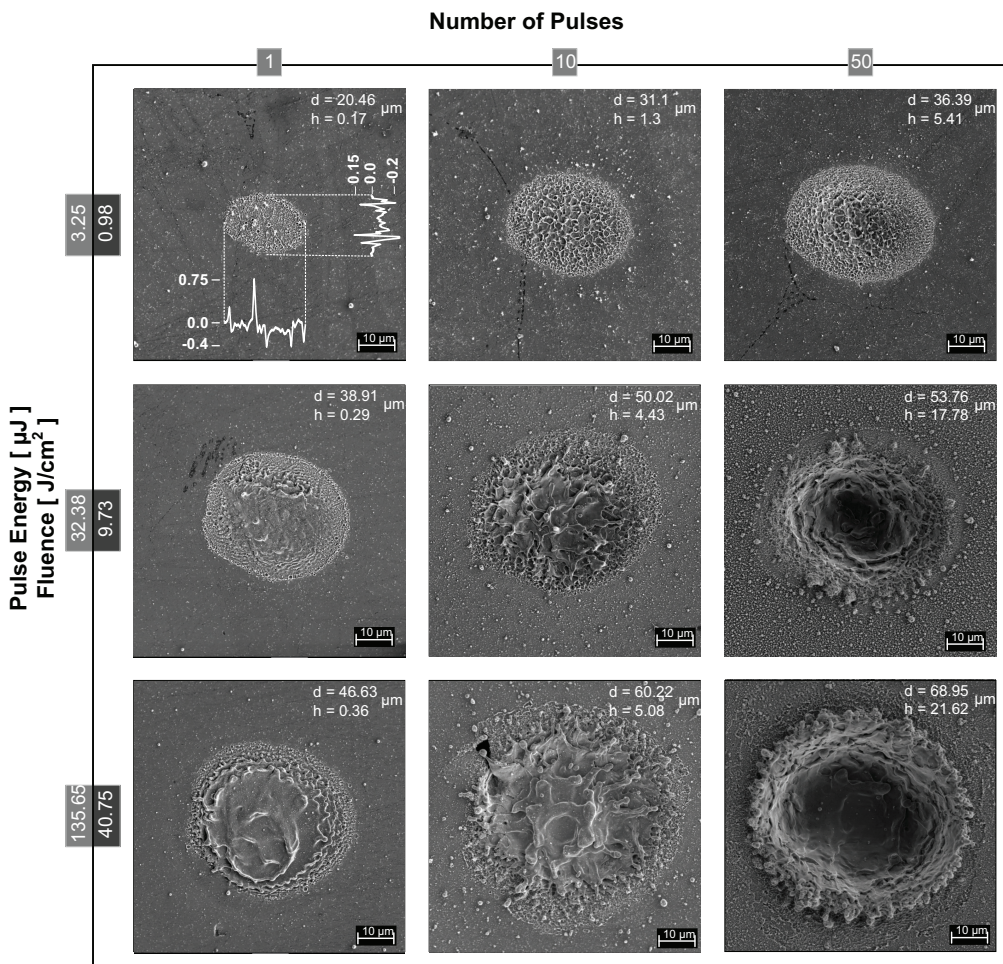 Number of Pulses
1
10
50
Pulse Energy [ µJ ]
Fluence [ J/cm² ]
3.25
0.98
d = 20.46
h = 0.17
µm
0.15
0.0
-0.2
0.75
0.0
-0.4
10 µm
d = 31.1
h = 1.3
µm
10 µm
d = 36.39
h = 5.41
µm
10 µm
32.38
9.73
d = 38.91
h = 0.29
µm
10 µm
d = 50.02
h = 4.43
µm
10 µm
d = 53.76
h = 17.78
µm
10 µm
135.65
40.75
d = 46.63
h = 0.36
µm
10 µm
d = 60.22
h = 5.08
µm
10 µm
d = 68.95
h = 21.62
µm
10 µm